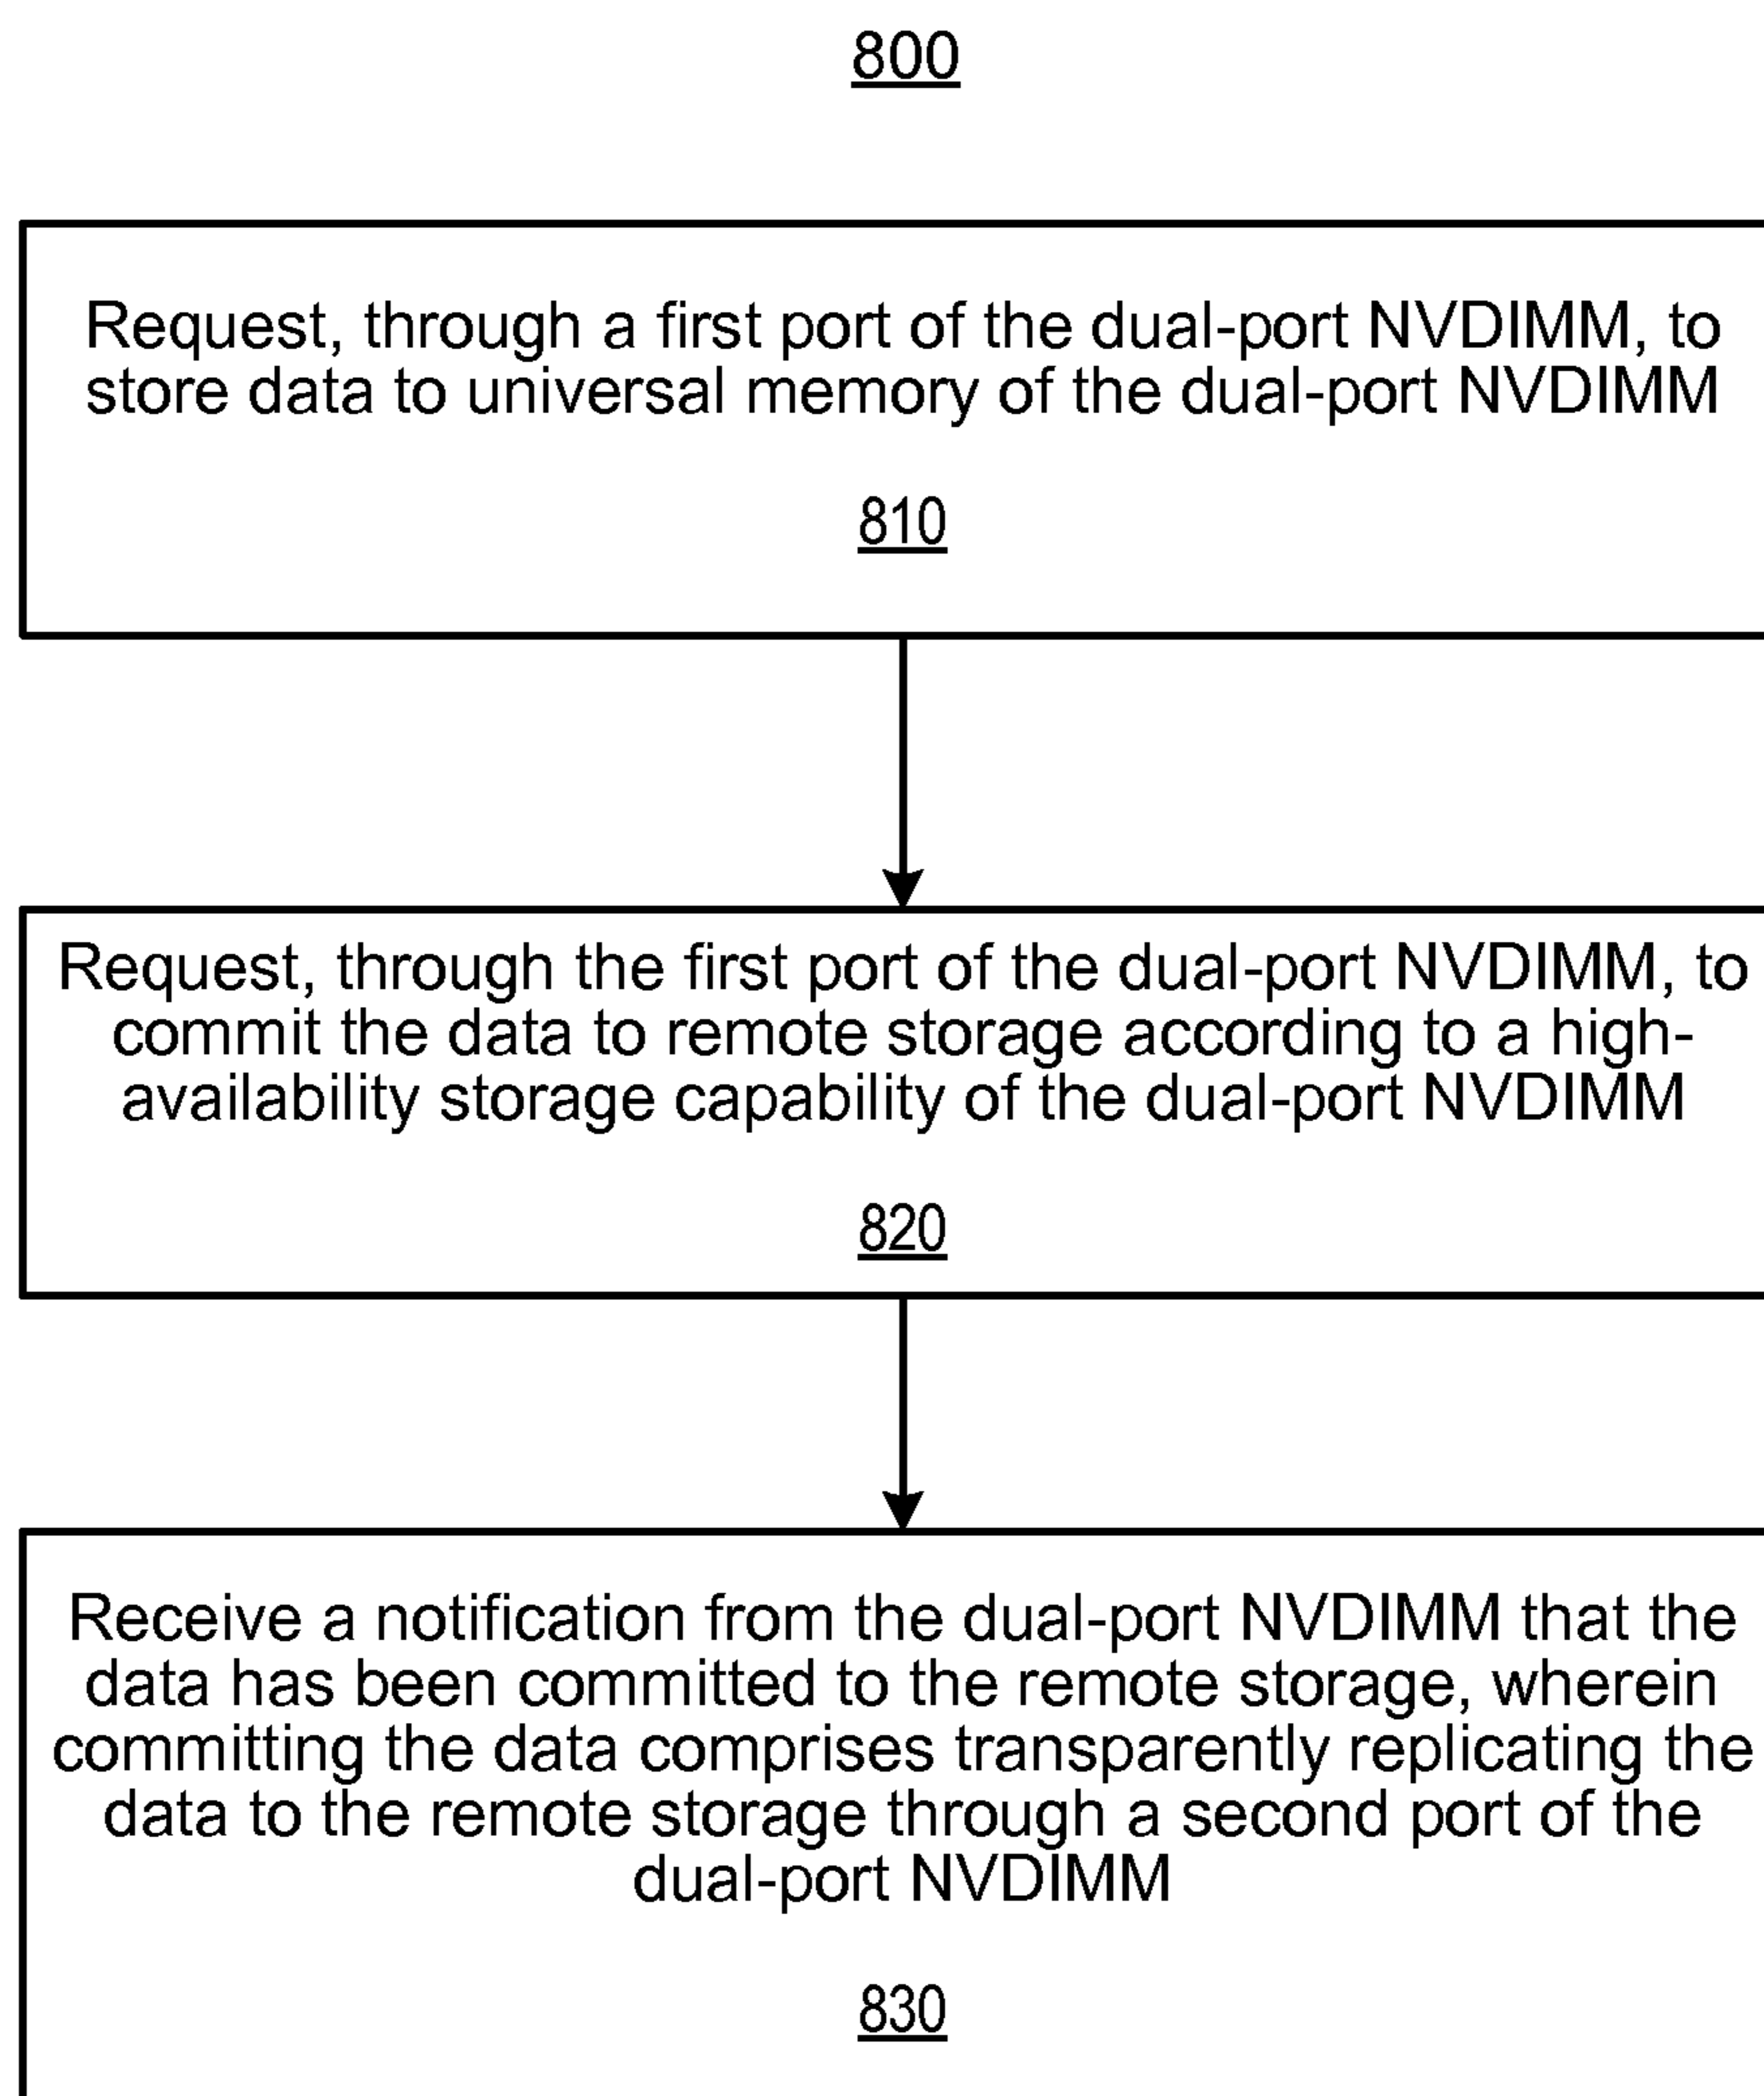 800
Request, through a first port of the dual-port NVDIMM, to
store data to universal memory of the dual-port NVDIMM
810
Request, through the first port of the dual-port NVDIMM, to
commit the data to remote storage according to a high-
availability storage capability of the dual-port NVDIMM
820
Receive a notification from the dual-port NVDIMM that the
data has been committed to the remote storage, wherein
committing the data comprises transparently replicating the
data to the remote storage through a second port of the
dual-port NVDIMM
830